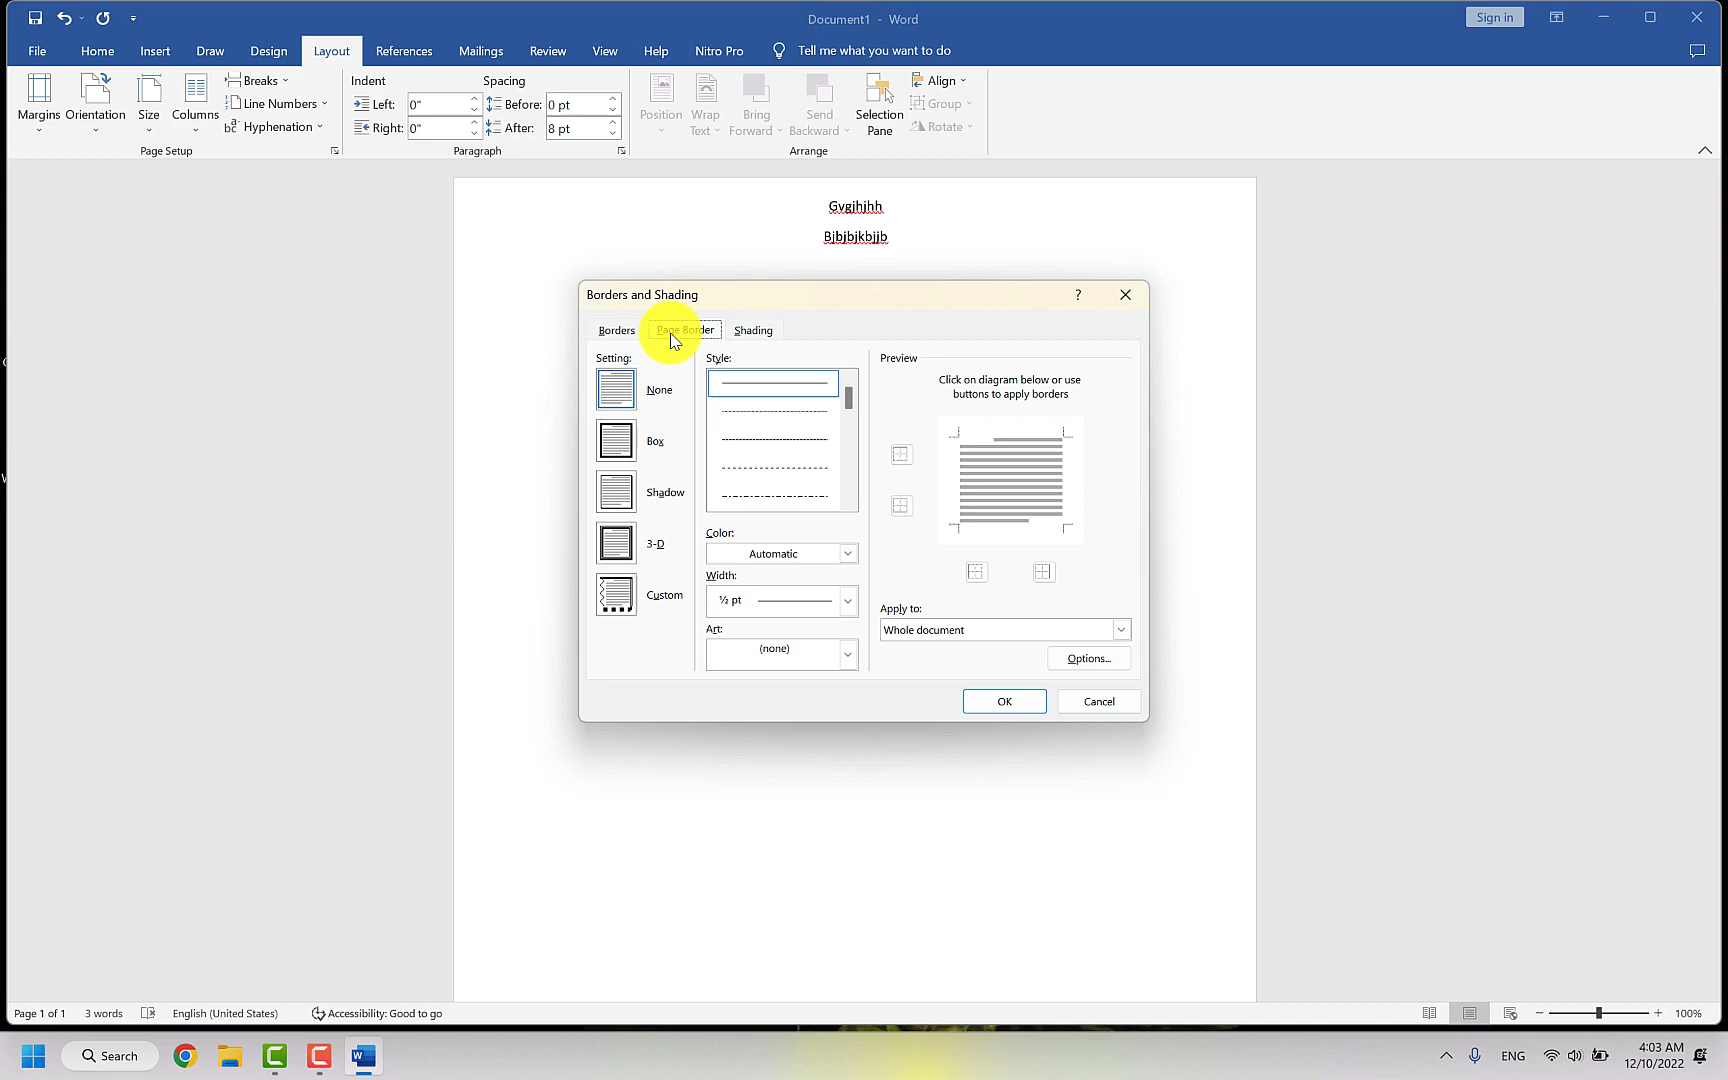 Document1 - Word
Sign in
File Home Insert Draw Design Layout References Mailings Review View Help Nitro Pro Tell me what you want to do
Margins
Orientation
Size
Columns
Breaks
Line Numbers
Hyphenation
Page Setup
Indent
Left: 0"
Right: 0"
Spacing
Before: 0 pt
After: 8 pt
Paragraph
Position
Wrap
Text
Bring
Forward
Send
Backward
Selection
Pane
Align
Group
Rotate
Arrange
Gvgihjhh
Bjbjbjkbjjb
Borders and Shading
?
Borders Page Border Shading
Setting:
None
Box
Shadow
3-D
Custom
Style:
Color:
Automatic
Width:
½ pt
Art:
(none)
Preview
Click on diagram below or use
buttons to apply borders
Apply to:
Whole document
Options...
OK Cancel
Page 1 of 1 3 words English (United States) Accessibility: Good to go
100%
Search
ENG
4:03 AM
12/10/2022